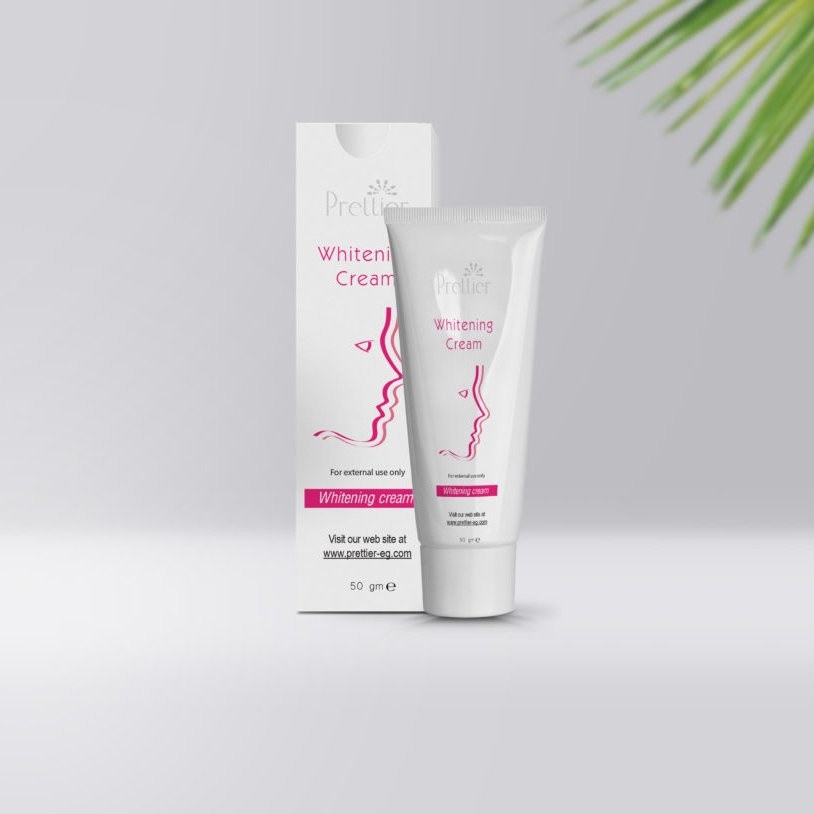 Prettier
Whitening
Cream
For external use only
Whitening cream
Visit our web site at
www.prettier-eg.com
50 gm e
Prettier
Whitening
Cream
For external use only
Whitening cream
Visit our web site at
www.prettier-eg.com
50 gm e